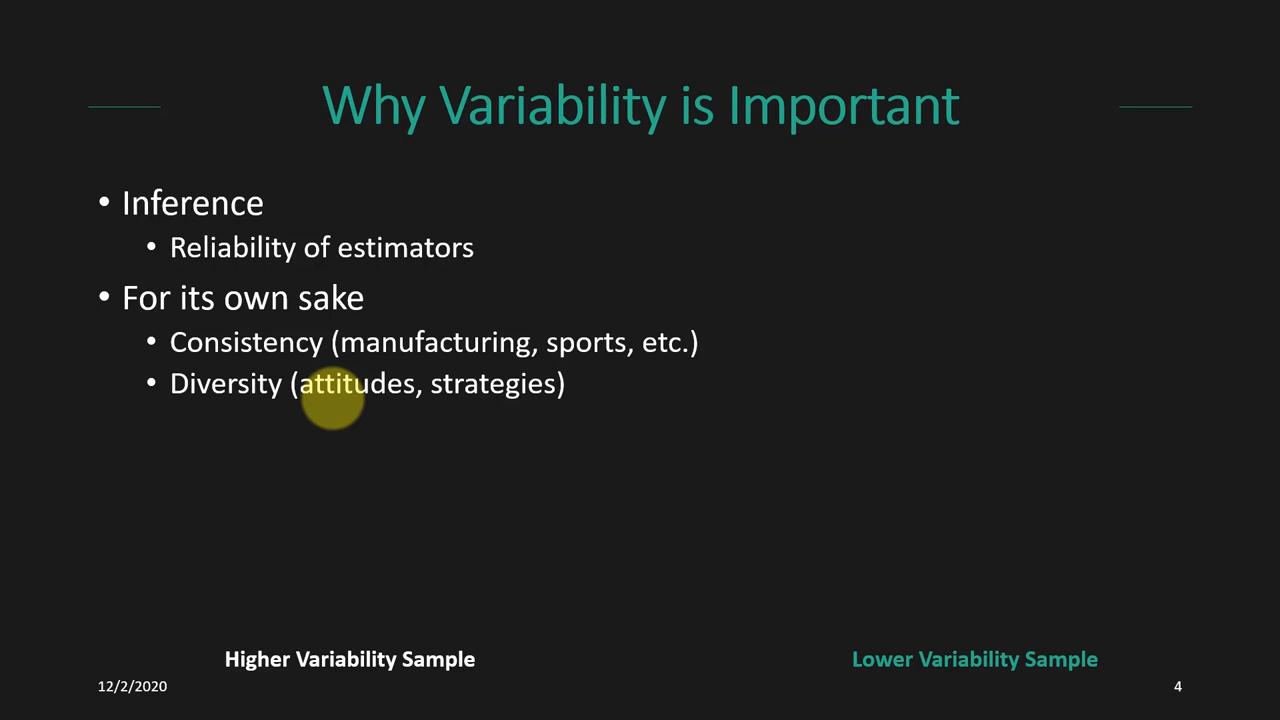 Why Variability is Important
• Inference
• Reliability of estimators
• For its own sake
• Consistency (manufacturing, sports, etc.)
• Diversity (attitudes, strategies)
Higher Variability Sample
Lower Variability Sample
12/2/2020
4